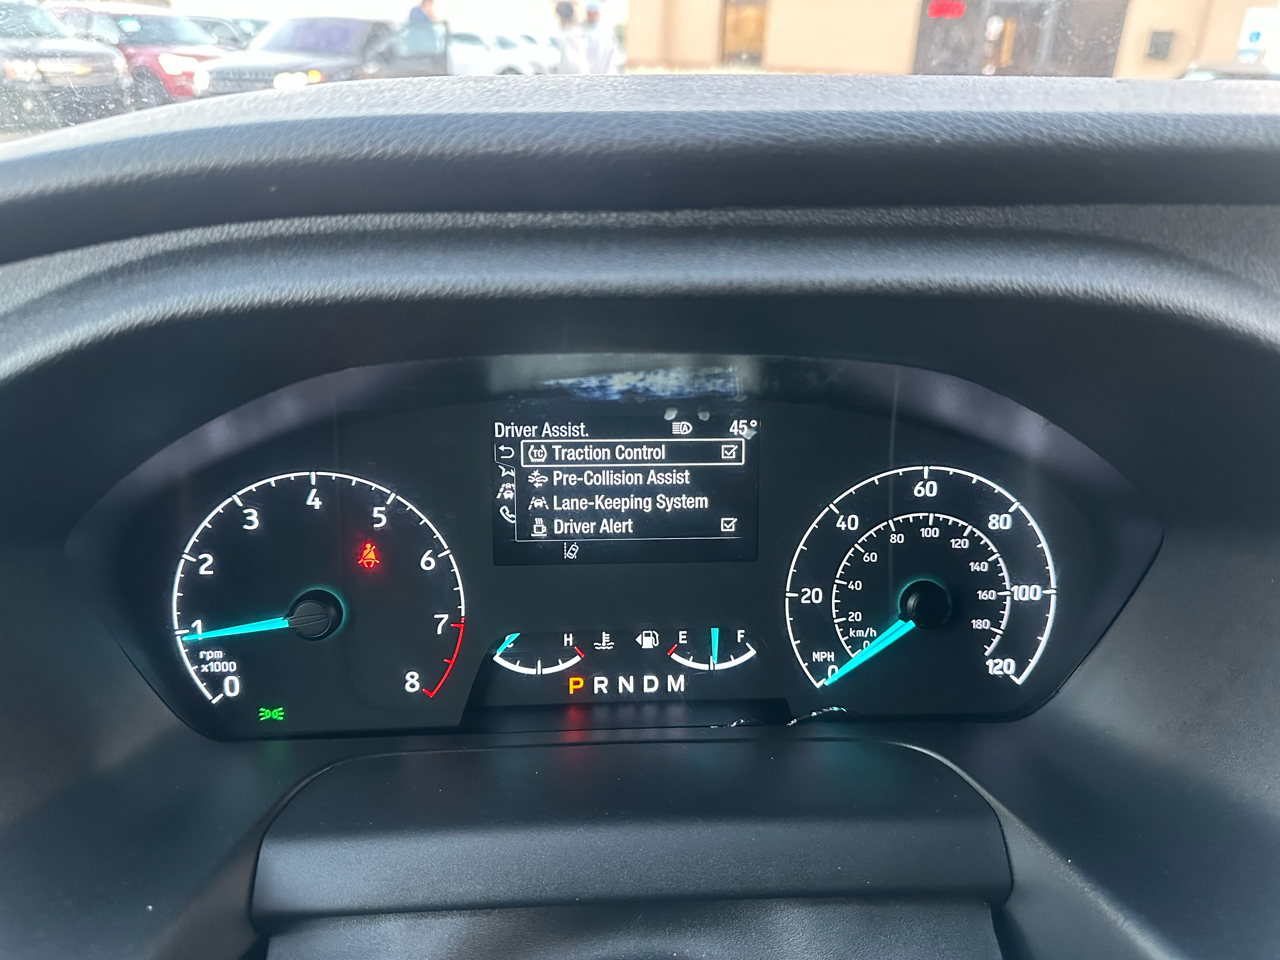 Driver Assist. 45°
TC Traction Control
Pre-Collision Assist
Lane-Keeping System
Driver Alert
0 1 2 3 4 5 6 7 8
rpm
x1000
H
E F
P R N D M
0 20 40 60 80 100 120
MPH
0 20 40 60 80 100 120 140 160 180
km/h